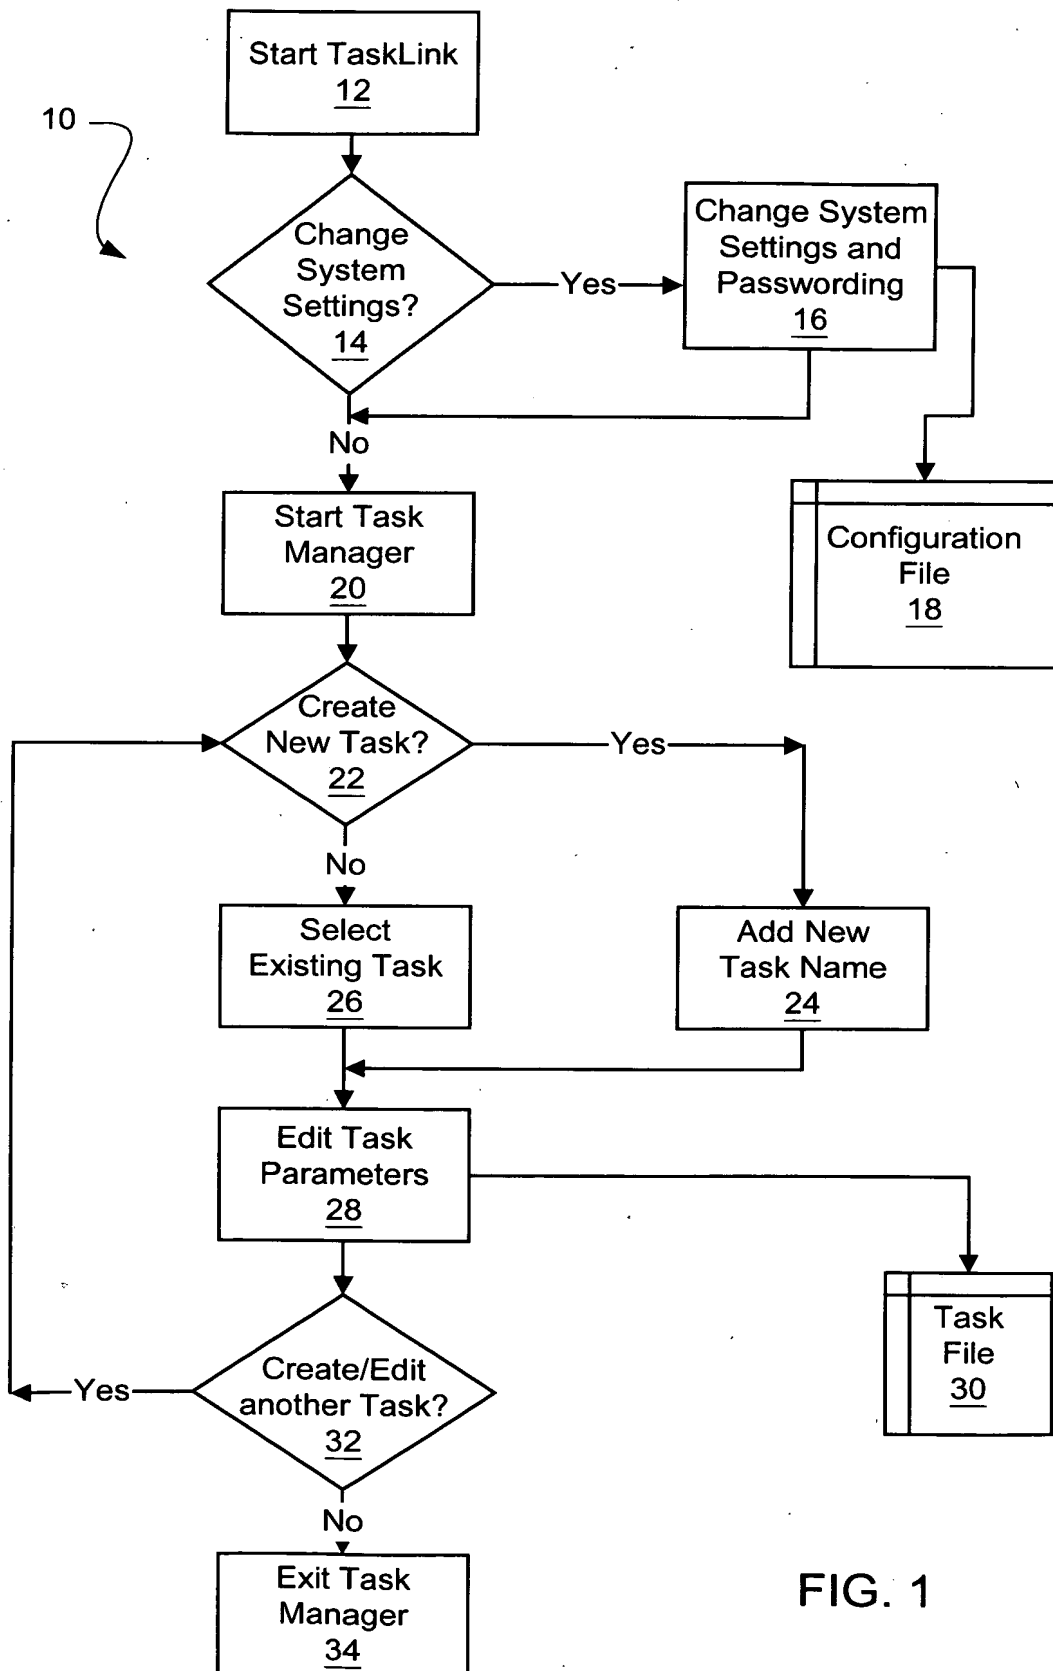 Start TaskLink
12
10
Change
System
Settings?
14
Yes
Change System
Settings and
Passwording
16
No
Configuration
File
18
Start Task
Manager
20
Create
New Task?
22
Yes
No
Select
Existing Task
26
Add New
Task Name
24
Edit Task
Parameters
28
Task
File
30
Create/Edit
another Task?
32
Yes
No
Exit Task
Manager
34
FIG. 1